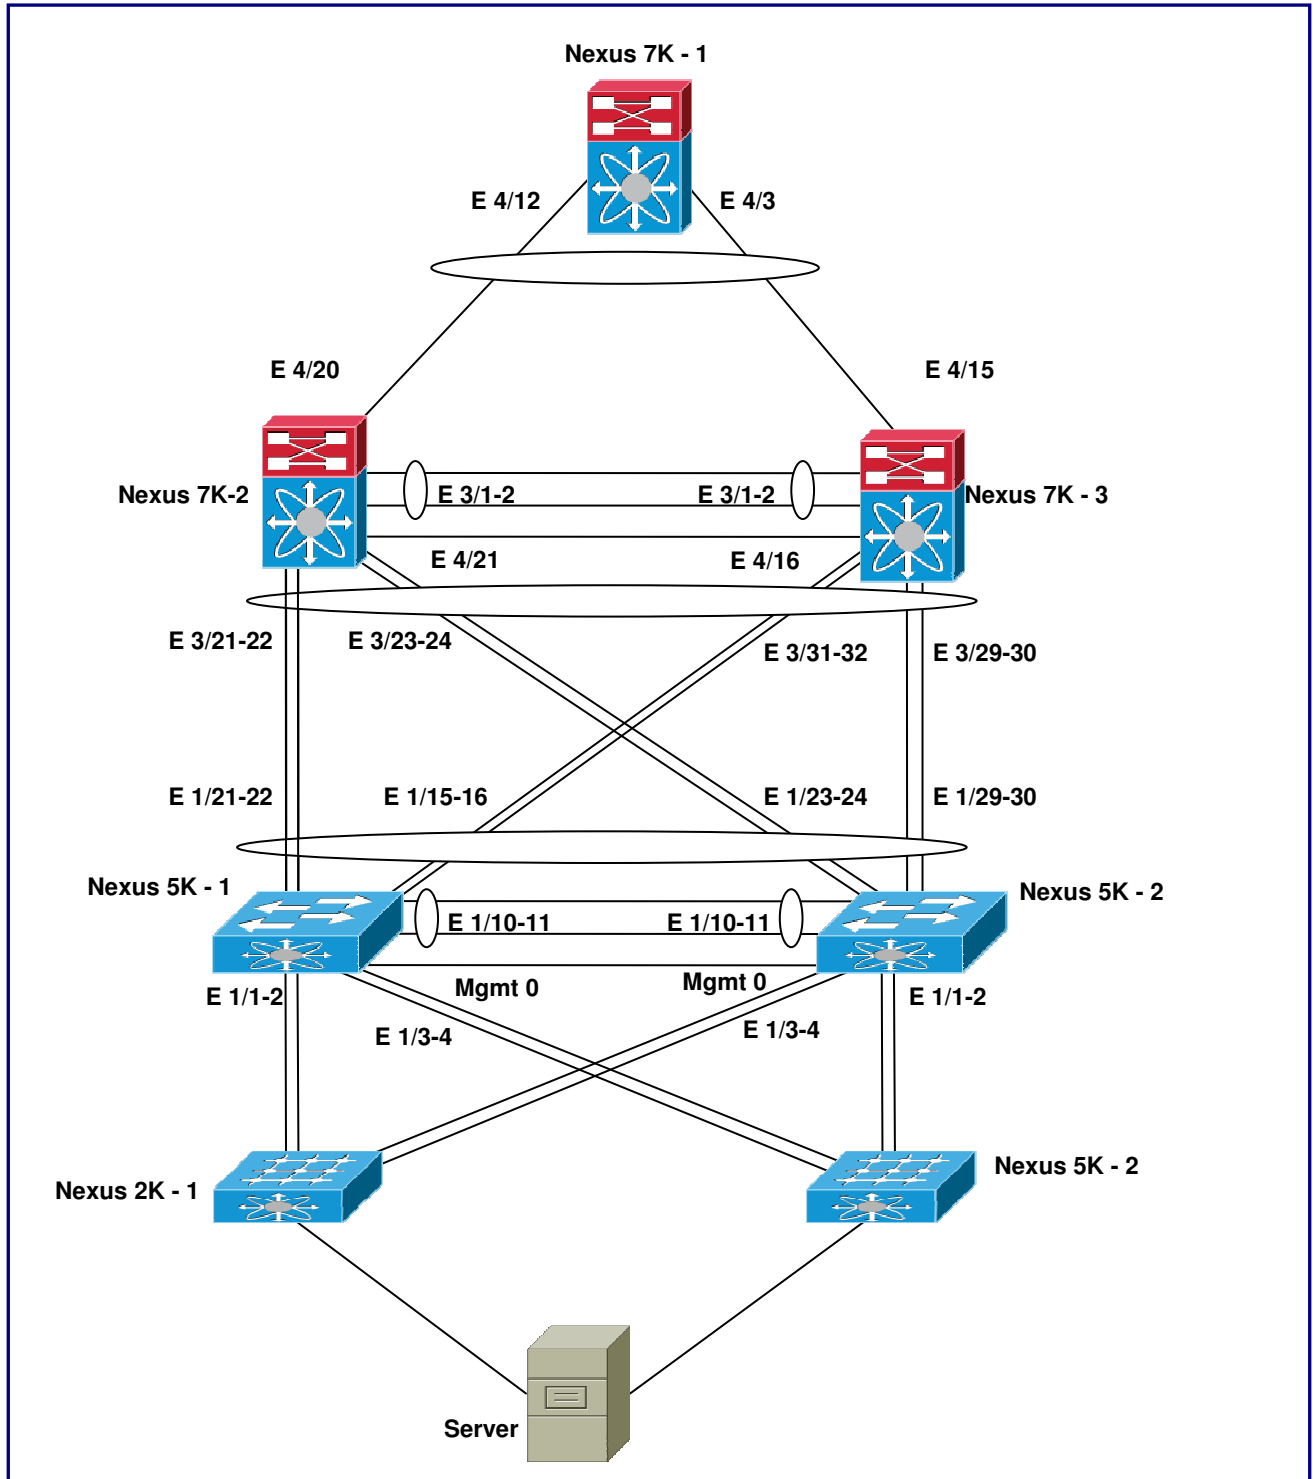 Nexus 7K - 1
E 4/12
E 4/3
E 4/20
E 4/15
Nexus 7K-2
E 3/1-2
E 3/1-2
Nexus 7K - 3
E 4/21
E 4/16
E 3/21-22
E 3/23-24
E 3/31-32
E 3/29-30
E 1/21-22
E 1/15-16
E 1/23-24
E 1/29-30
Nexus 5K - 1
Nexus 5K - 2
E 1/10-11
E 1/10-11
E 1/1-2
Mgmt 0
Mgmt 0
E 1/1-2
E 1/3-4
E 1/3-4
Nexus 2K - 1
Nexus 5K - 2
Server